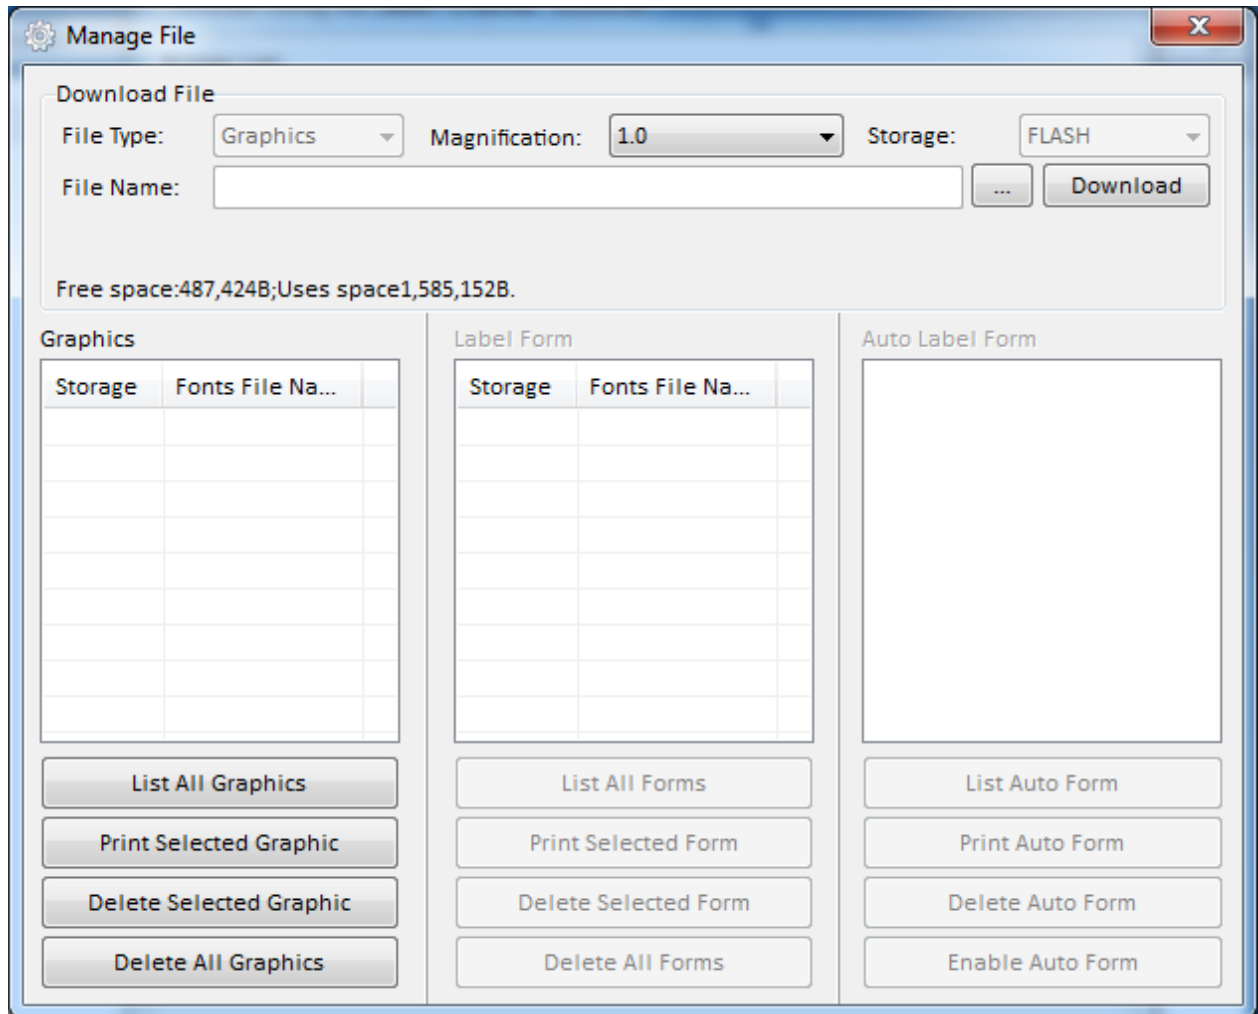 Manage File
Download File
File Type: Graphics Magnification: 1.0 Storage: FLASH
File Name: ... Download
Free space:487,424B;Uses space1,585,152B.
Graphics Label Form Auto Label Form
Storage Fonts File Na... Storage Fonts File Na...
List All Graphics List All Forms List Auto Form
Print Selected Graphic Print Selected Form Print Auto Form
Delete Selected Graphic Delete Selected Form Delete Auto Form
Delete All Graphics Delete All Forms Enable Auto Form